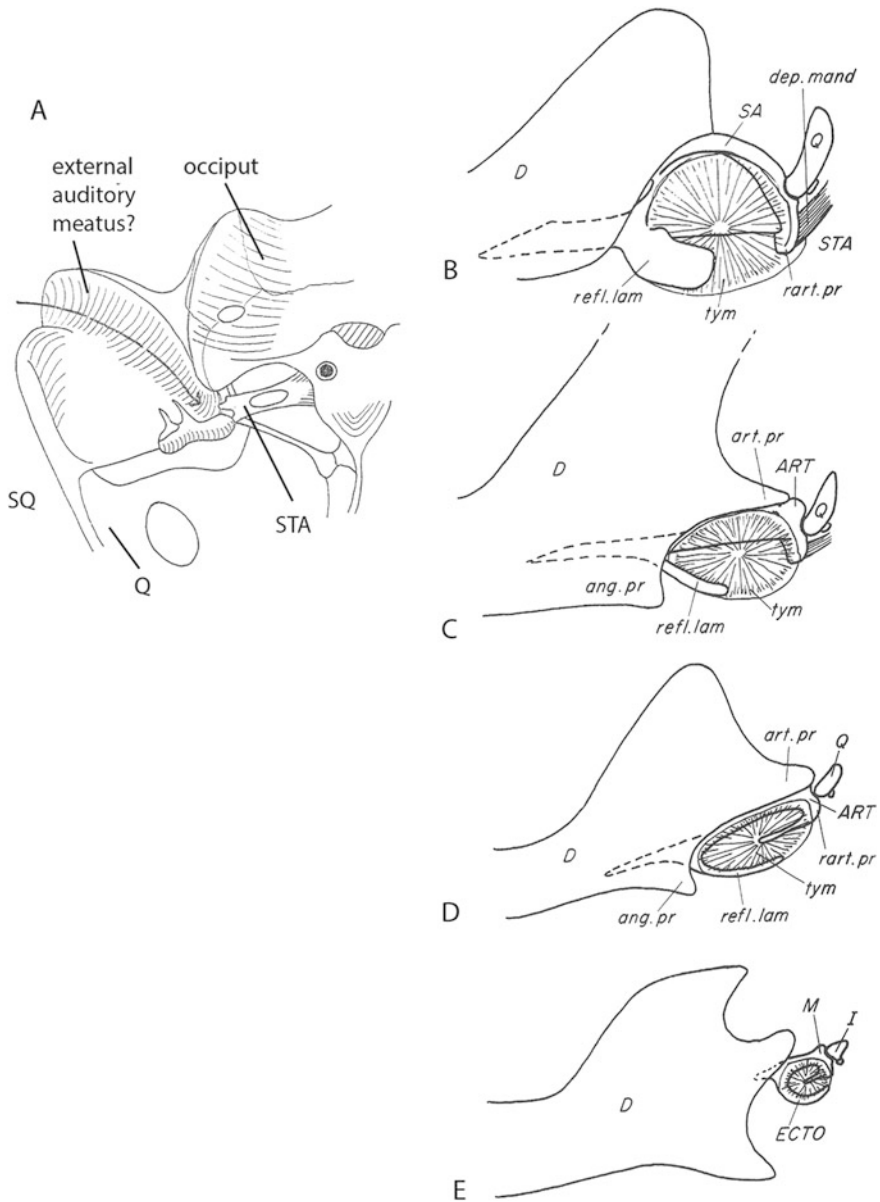 A
external
auditory
meatus?
occiput
SQ
Q
STA
dep.mand
SA
Q
D
STA
B
refl.lam
tym
rart.pr
art.pr
ART
D
Q
ang.pr
refl.lam
tym
C
art.pr
Q
ART
D
rart.pr
tym
D
ang.pr
refl.lam
M
I
D
ECTO
E